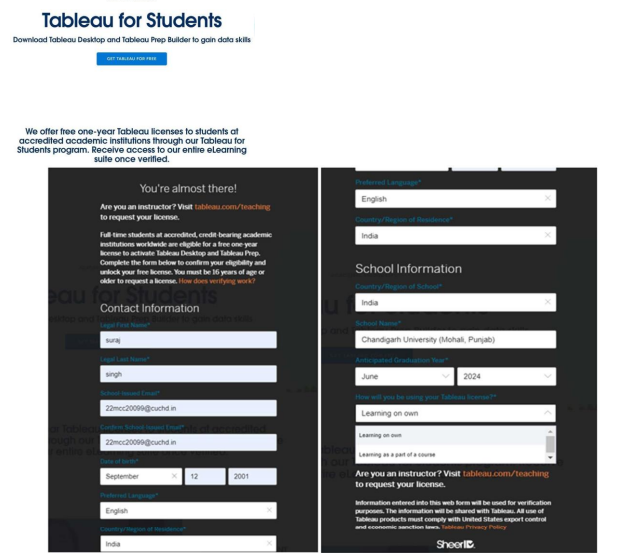 Tableau for Students
Download Tableau Desktop and Tableau Prep Builder to gain data skills
GET TABLEAU FOR FREE
We offer free one-year Tableau licenses to students at
accredited academic institutions through our Tableau for
Students program. Receive access to our entire eLearning
suite once verified.
You're almost there!
Are you an instructor? Visit tableau.com/teaching
to request your license.
Full-time students at accredited, credit-bearing academic
institutions worldwide are eligible for a free one-year
license to activate Tableau Desktop and Tableau Prep.
Complete the form below to confirm your eligibility and
unlock your free license. You must be 16 years of age or
older to request a license. How does verifying work?
Contact Information
Legal First Name*
suraj
Legal Last Name*
singh
School-Issued Email*
22mcc20099@cuchd.in
Confirm School-Issued Email*
22mcc20099@cuchd.in
Date of Birth*
September × 12 2001
Preferred Language*
English ×
Country/Region of Residence*
India ×
Preferred Language*
English ×
Country/Region of Residence*
India ×
School Information
Country/Region of School*
India ×
School Name*
Chandigarh University (Mohali, Punjab)
Anticipated Graduation Year*
June 2024
How will you be using your Tableau license?*
Learning on own
Learning on own
Learning as a part of a course
Are you an instructor? Visit tableau.com/teaching
to request your license.
Information entered into this web form will be used for verification
purposes. The information will be shared with Tableau. All use of
Tableau products must comply with United States export control
and economic sanction laws. Tableau Privacy Policy
SheerID.